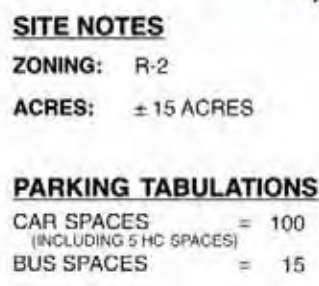 SITE NOTES
ZONING: R-2
ACRES: ± 15 ACRES
PARKING TABULATIONS
CAR SPACES = 100
(INCLUDING 5 HC SPACES)
BUS SPACES = 15